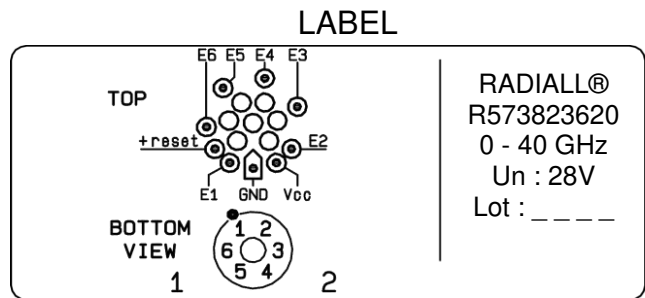 LABEL
E6 E5 E4 E3
TOP
+reset
E2
E1 GND Vcc
BOTTOM
VIEW
1 2
6 3
5 4
1 2
RADIALL®
R573823620
0 - 40 GHz
Un : 28V
Lot : _ _ _ _